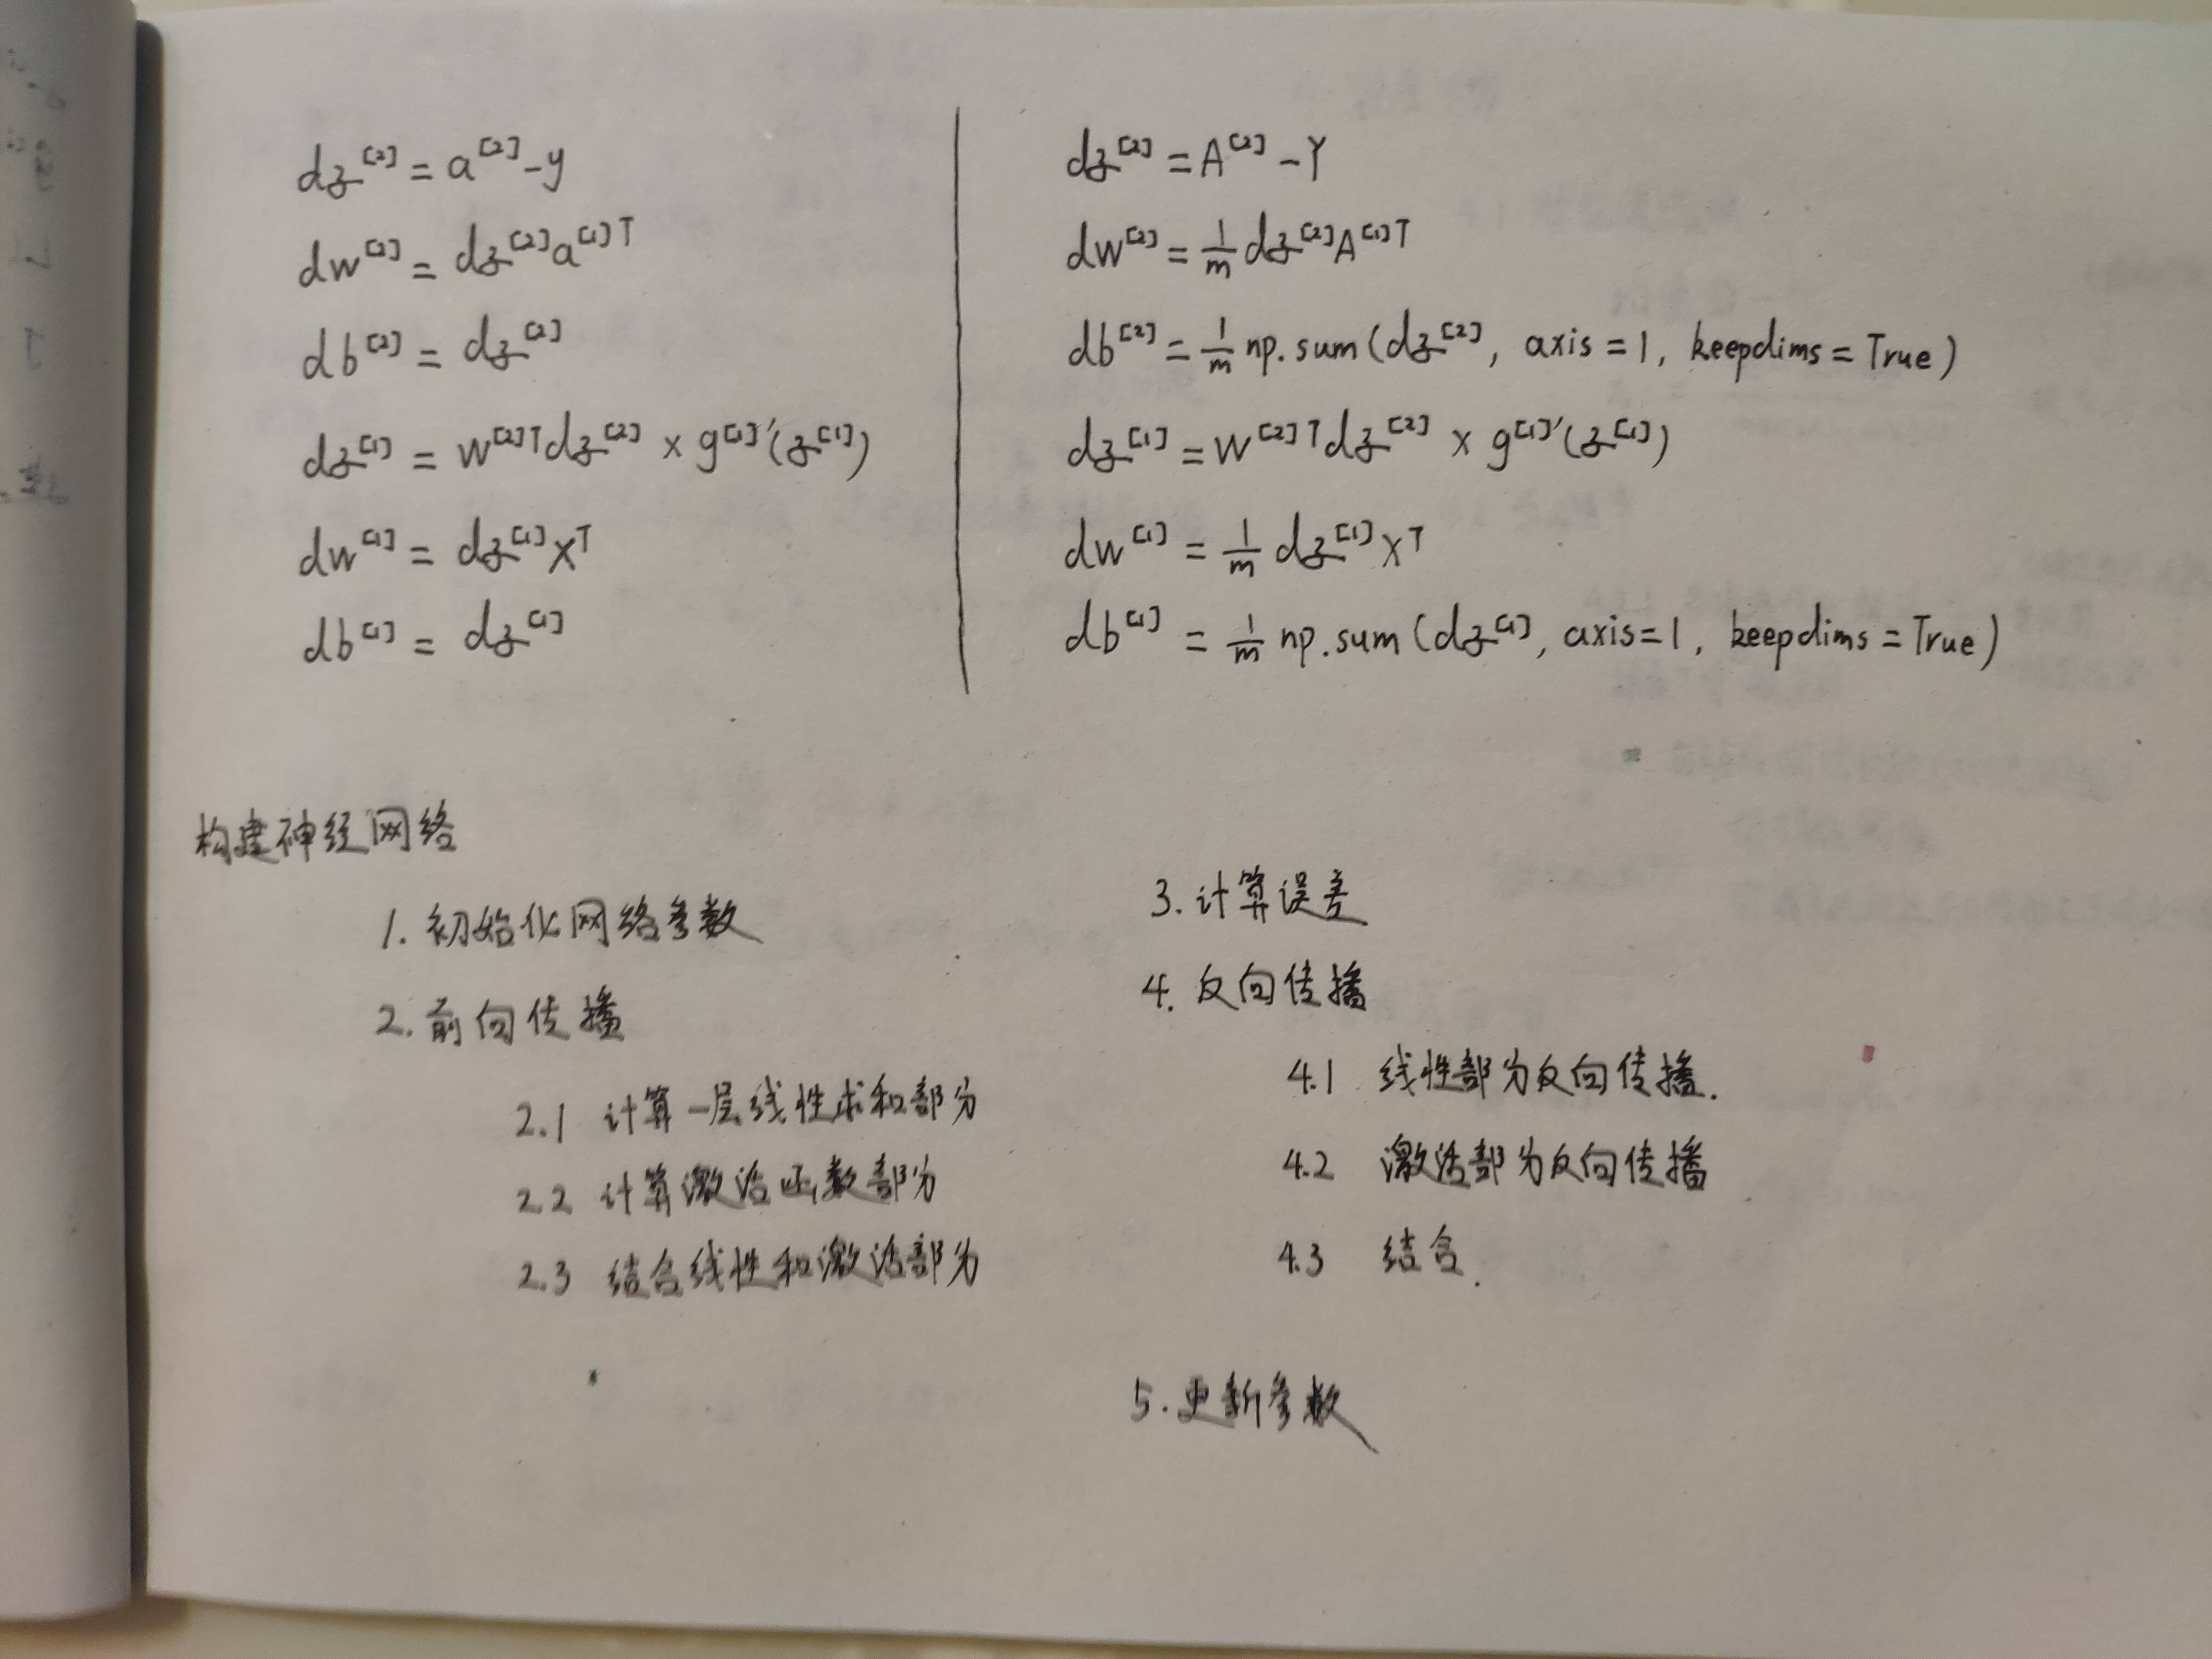 dz^[2] = a^[2] - y
dw^[2] = dz^[2] a^[1]T
db^[2] = dz^[2]
dz^[1] = w^[2]T dz^[2] × g^[1]'(z^[1])
dw^[1] = dz^[1] x^T
db^[1] = dz^[1]
dz^[2] = A^[2] - Y
dw^[2] = 1/m dz^[2] A^[1]T
db^[2] = 1/m np.sum(dz^[2], axis=1, keepdims=True)
dz^[1] = w^[2]T dz^[2] × g^[1]'(z^[1])
dw^[1] = 1/m dz^[1] x^T
db^[1] = 1/m np.sum(dz^[1], axis=1, keepdims=True)
构建神经网络
1. 初始化网络参数
2. 前向传播
2.1 计算一层线性求和部分
2.2 计算激活函数部分
2.3 结合线性和激活部分
3. 计算误差
4. 反向传播
4.1 线性部分反向传播.
4.2 激活部分反向传播
4.3 结合.
5. 更新参数